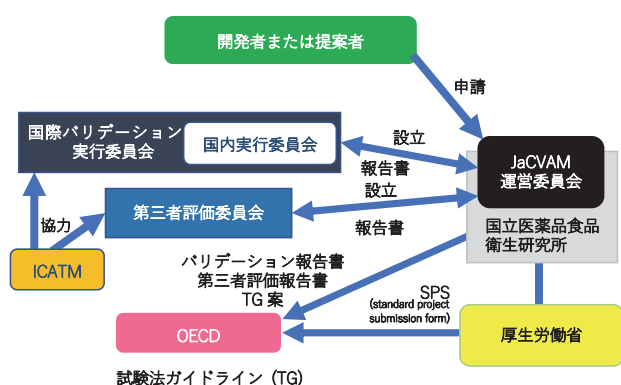 開発者または提案者
申請
国際バリデーション
実行委員会
国内実行委員会
設立
報告書
JaCVAM
運営委員会
第三者評価委員会
設立
報告書
国立医薬品食品
衛生研究所
協力
ICATM
バリデーション報告書
第三者評価報告書
TG 案
SPS
(standard project
submission form)
OECD
厚生労働省
試験法ガイドライン（TG）